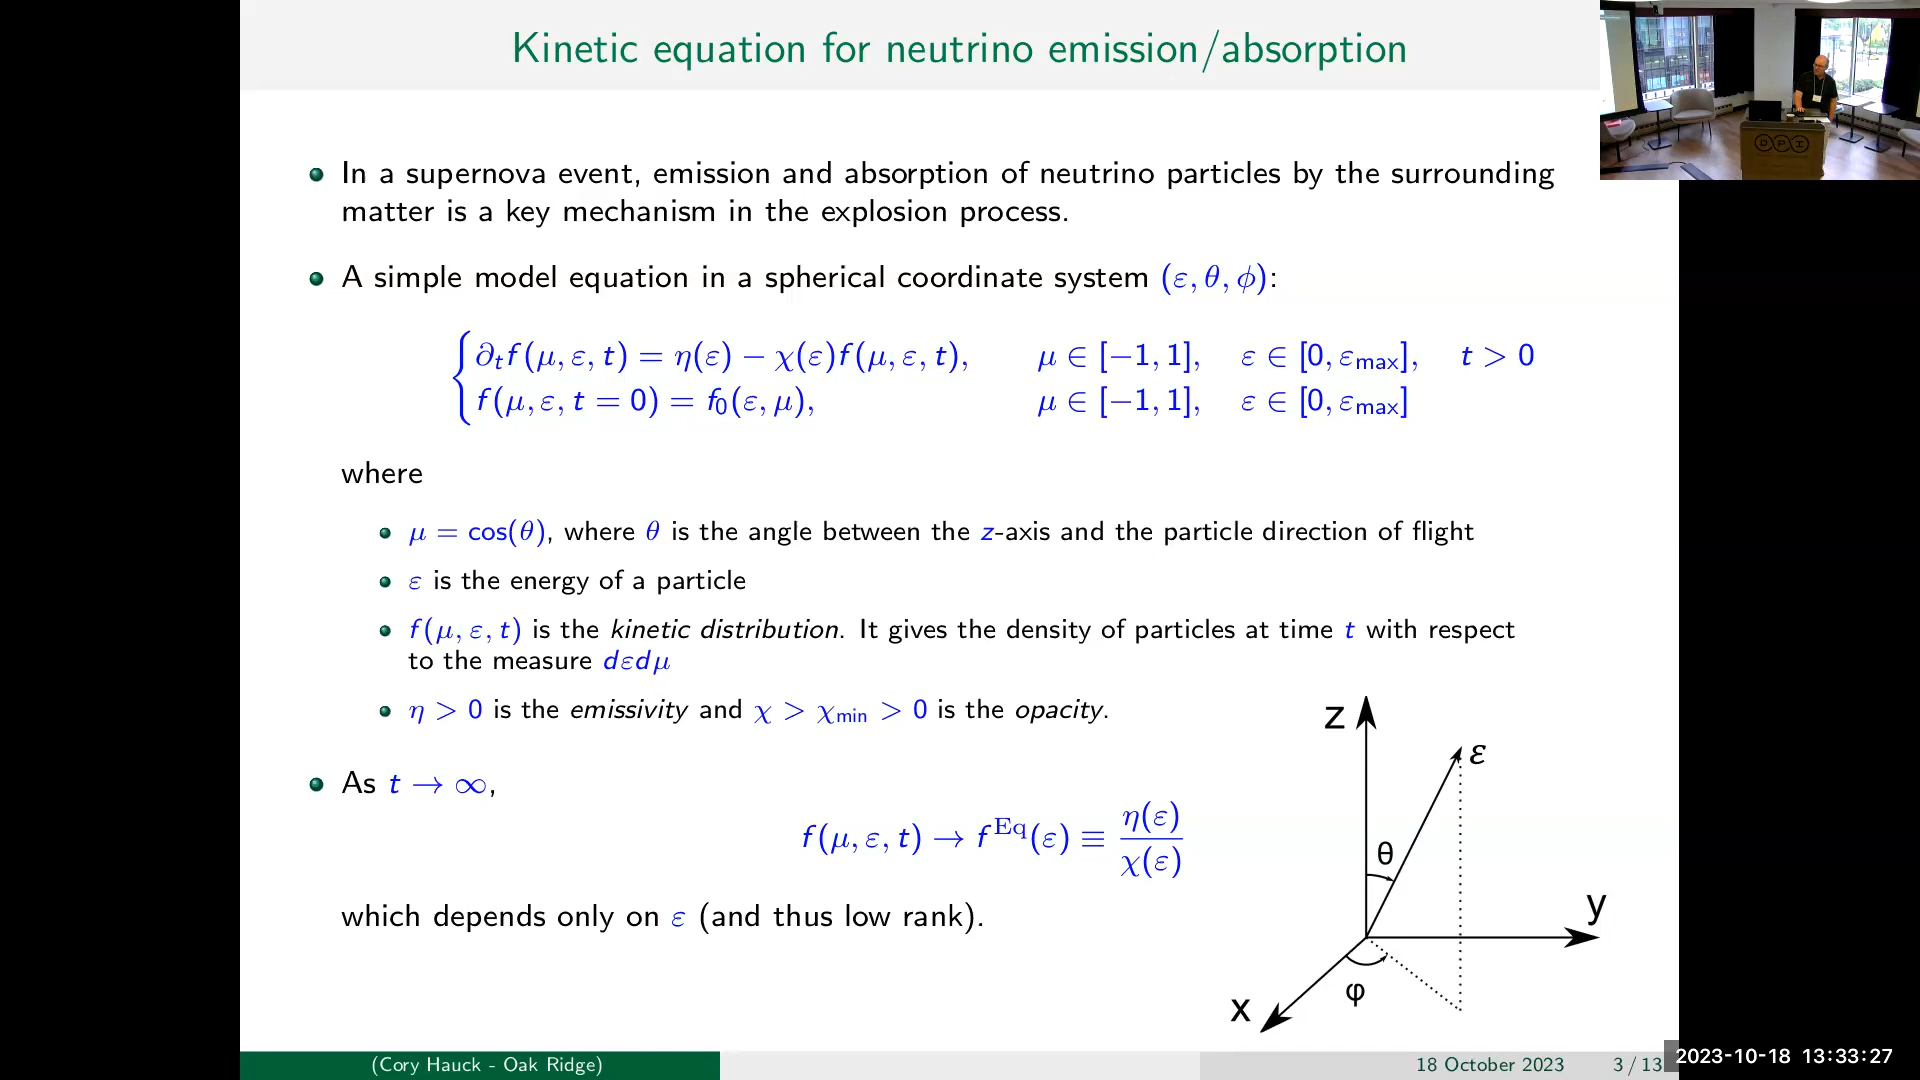 Kinetic equation for neutrino emission/absorption
In a supernova event, emission and absorption of neutrino particles by the surrounding
matter is a key mechanism in the explosion process.
A simple model equation in a spherical coordinate system (ε, θ, ϕ):
∂ₜf(μ, ε, t) = η(ε) − χ(ε)f(μ, ε, t), μ ∈ [−1, 1], ε ∈ [0, ε_max], t > 0
f(μ, ε, t = 0) = f₀(ε, μ), μ ∈ [−1, 1], ε ∈ [0, ε_max]
where
μ = cos(θ), where θ is the angle between the z-axis and the particle direction of flight
ε is the energy of a particle
f(μ, ε, t) is the kinetic distribution. It gives the density of particles at time t with respect
to the measure dεdμ
η > 0 is the emissivity and χ > χ_min > 0 is the opacity.
As t → ∞,
f(μ, ε, t) → f^Eq(ε) ≡ η(ε)/χ(ε)
which depends only on ε (and thus low rank).
z
ε
θ
y
φ
x
(Cory Hauck - Oak Ridge)
18 October 2023
3 / 13
2023-10-18 13:33:27
DPI